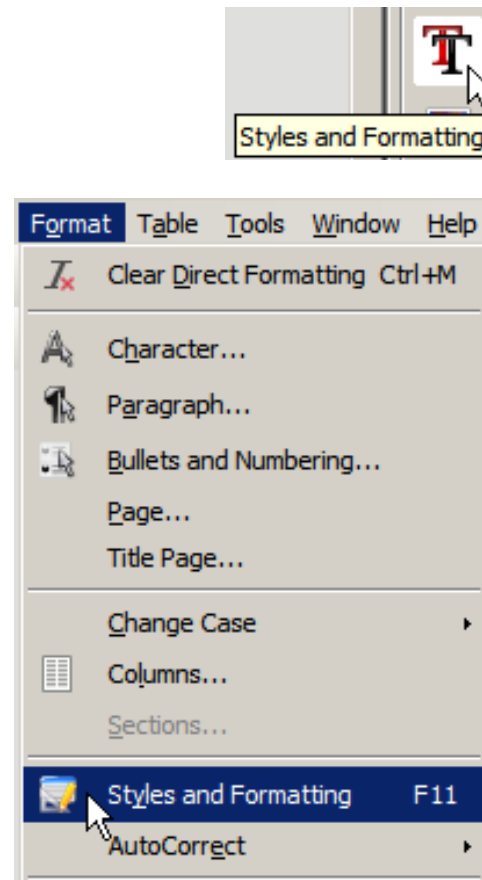 Styles and Formatting
Format Table Tools Window Help
Clear Direct Formatting Ctrl+M
Character...
Paragraph...
Bullets and Numbering...
Page...
Title Page...
Change Case
Columns...
Sections...
Styles and Formatting F11
AutoCorrect